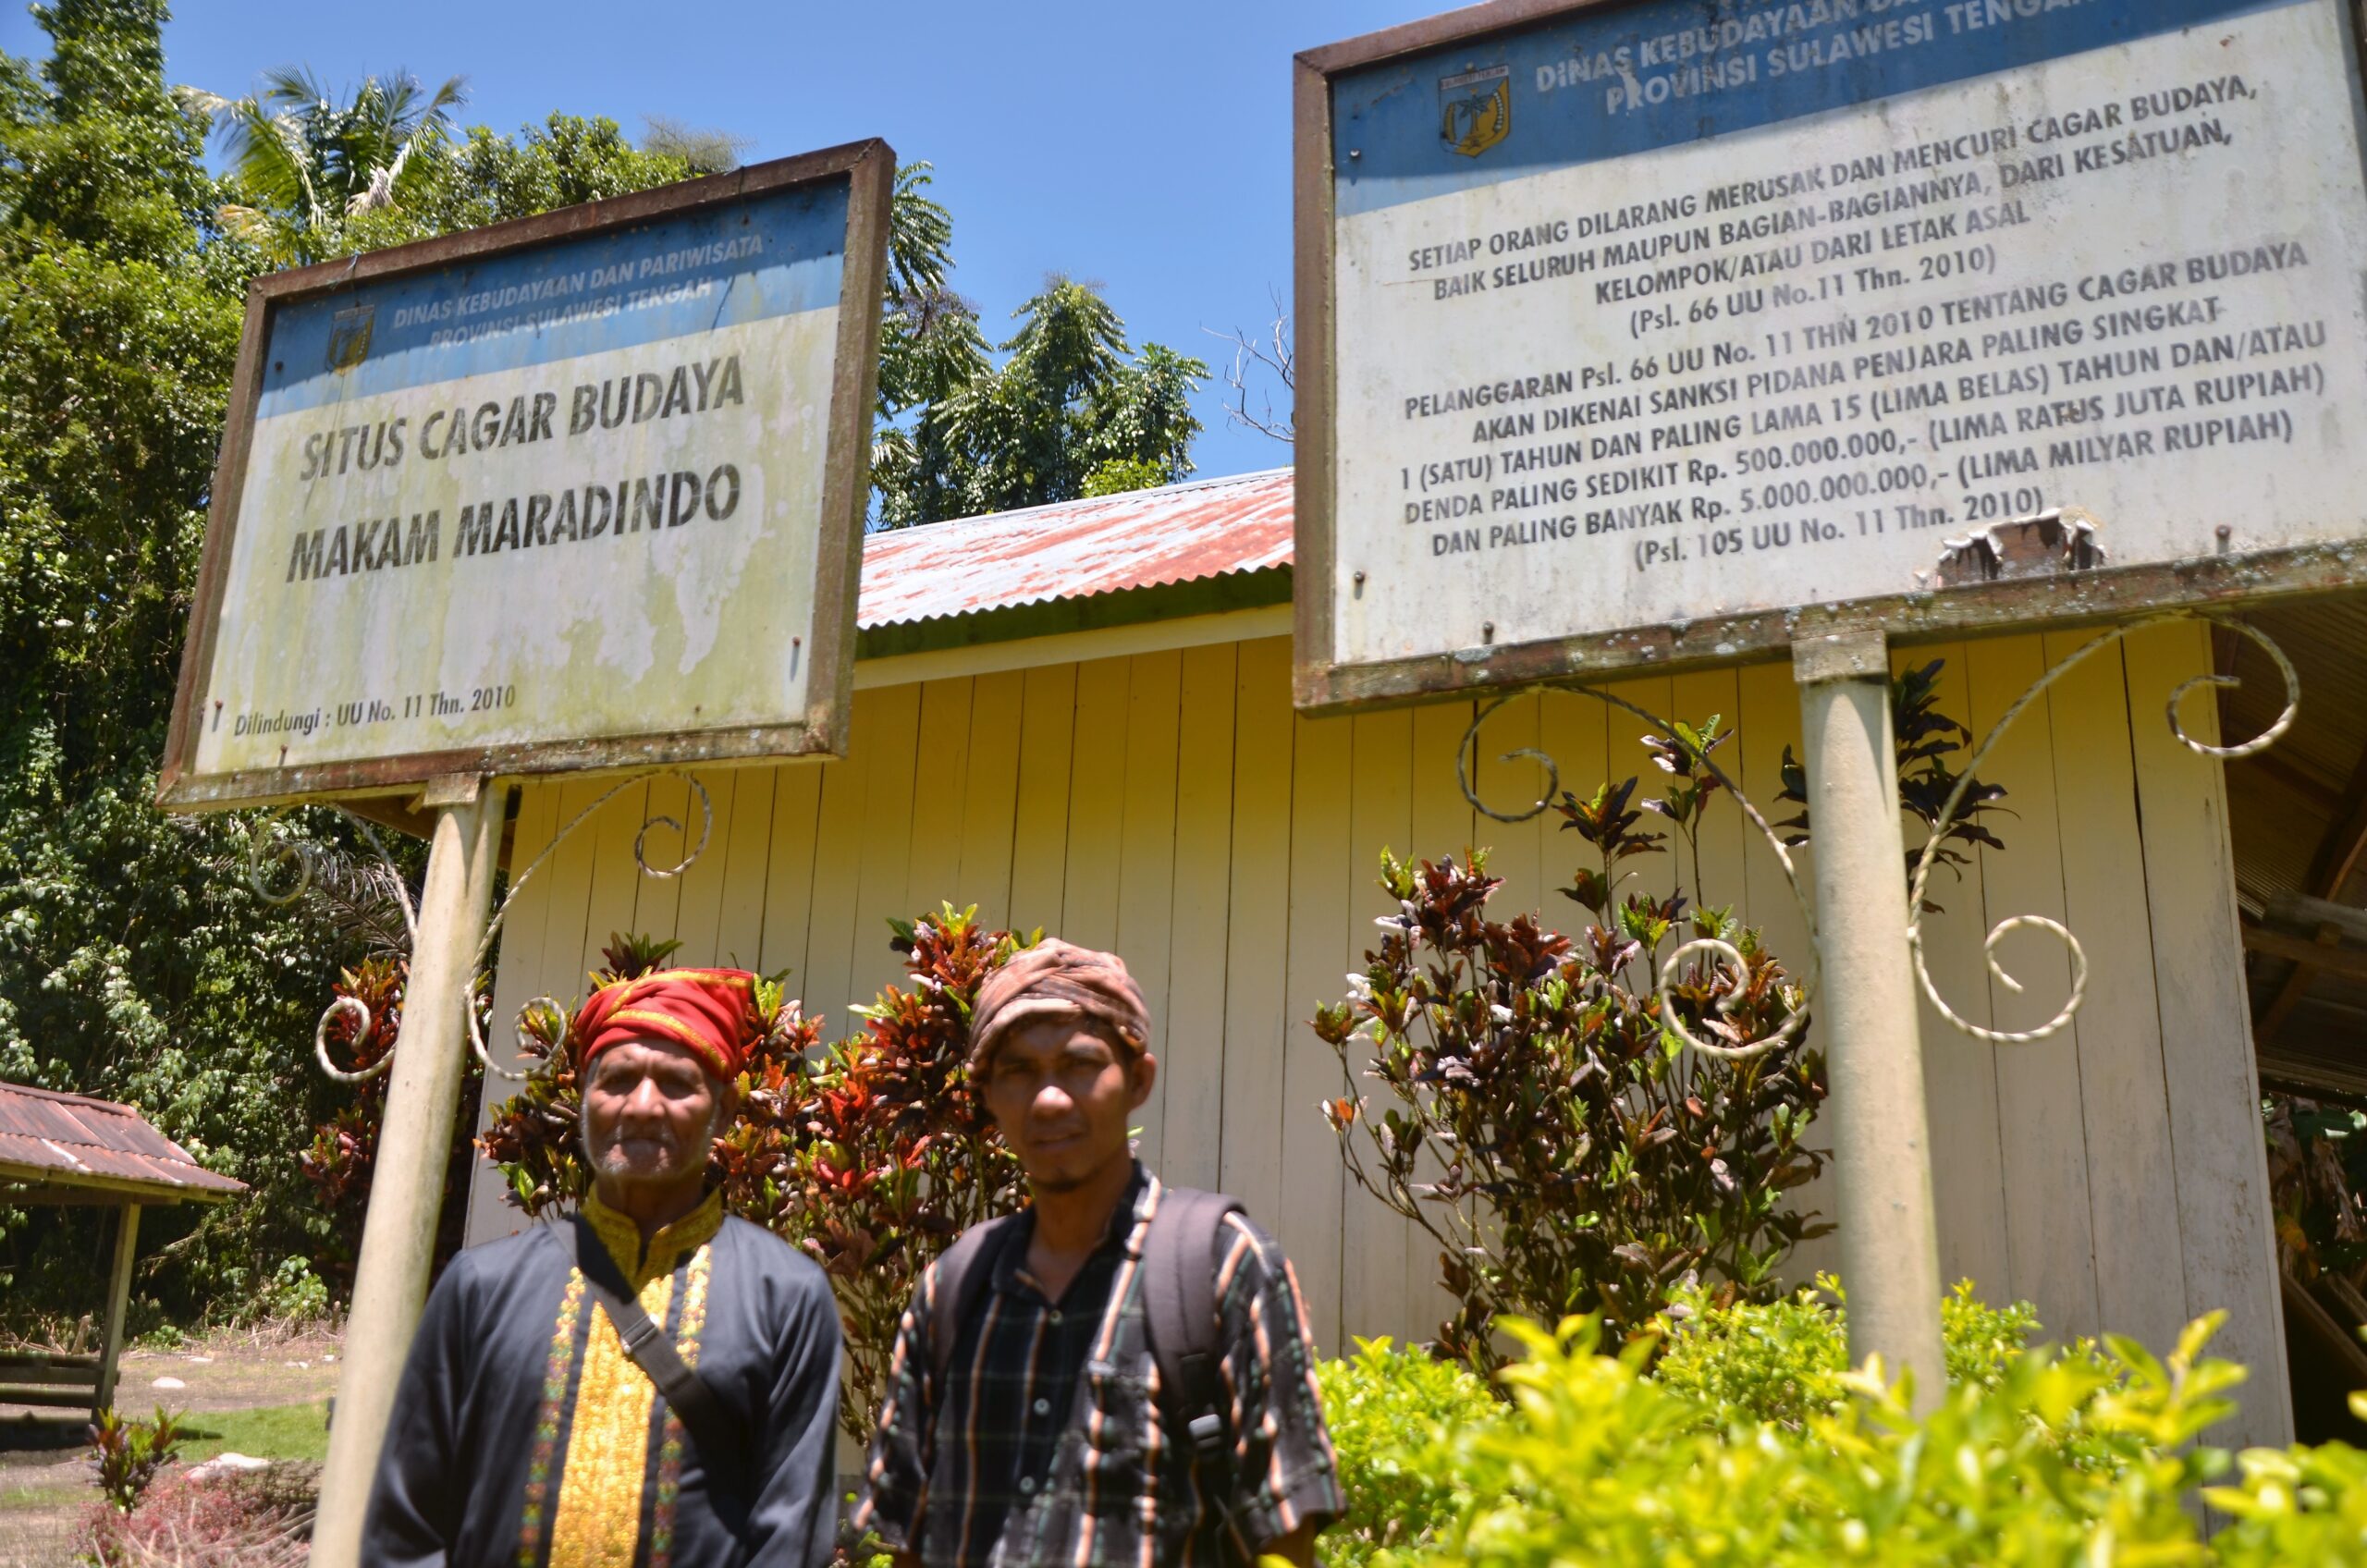 DINAS KEBUDAYAAN DAN PARIWISATA
PROVINSI SULAWESI TENGAH
SITUS CAGAR BUDAYA
MAKAM MARADINDO
Dilindungi : UU No. 11 Thn. 2010
DINAS KEBUDAYAAN
PROVINSI SULAWESI TENGAH
SETIAP ORANG DILARANG MERUSAK DAN MENCURI CAGAR BUDAYA,
BAIK SELURUH MAUPUN BAGIAN-BAGIANNYA, DARI KESATUAN,
KELOMPOK/ATAU DARI LETAK ASAL
(Psl. 66 UU No.11 Thn. 2010)
PELANGGARAN Psl. 66 UU No. 11 THN 2010 TENTANG CAGAR BUDAYA
AKAN DIKENAI SANKSI PIDANA PENJARA PALING SINGKAT
1 (SATU) TAHUN DAN PALING LAMA 15 (LIMA BELAS) TAHUN DAN/ATAU
DENDA PALING SEDIKIT Rp. 500.000.000,- (LIMA RATUS JUTA RUPIAH)
DAN PALING BANYAK Rp. 5.000.000.000,- (LIMA MILYAR RUPIAH)
(Psl. 105 UU No. 11 Thn. 2010)